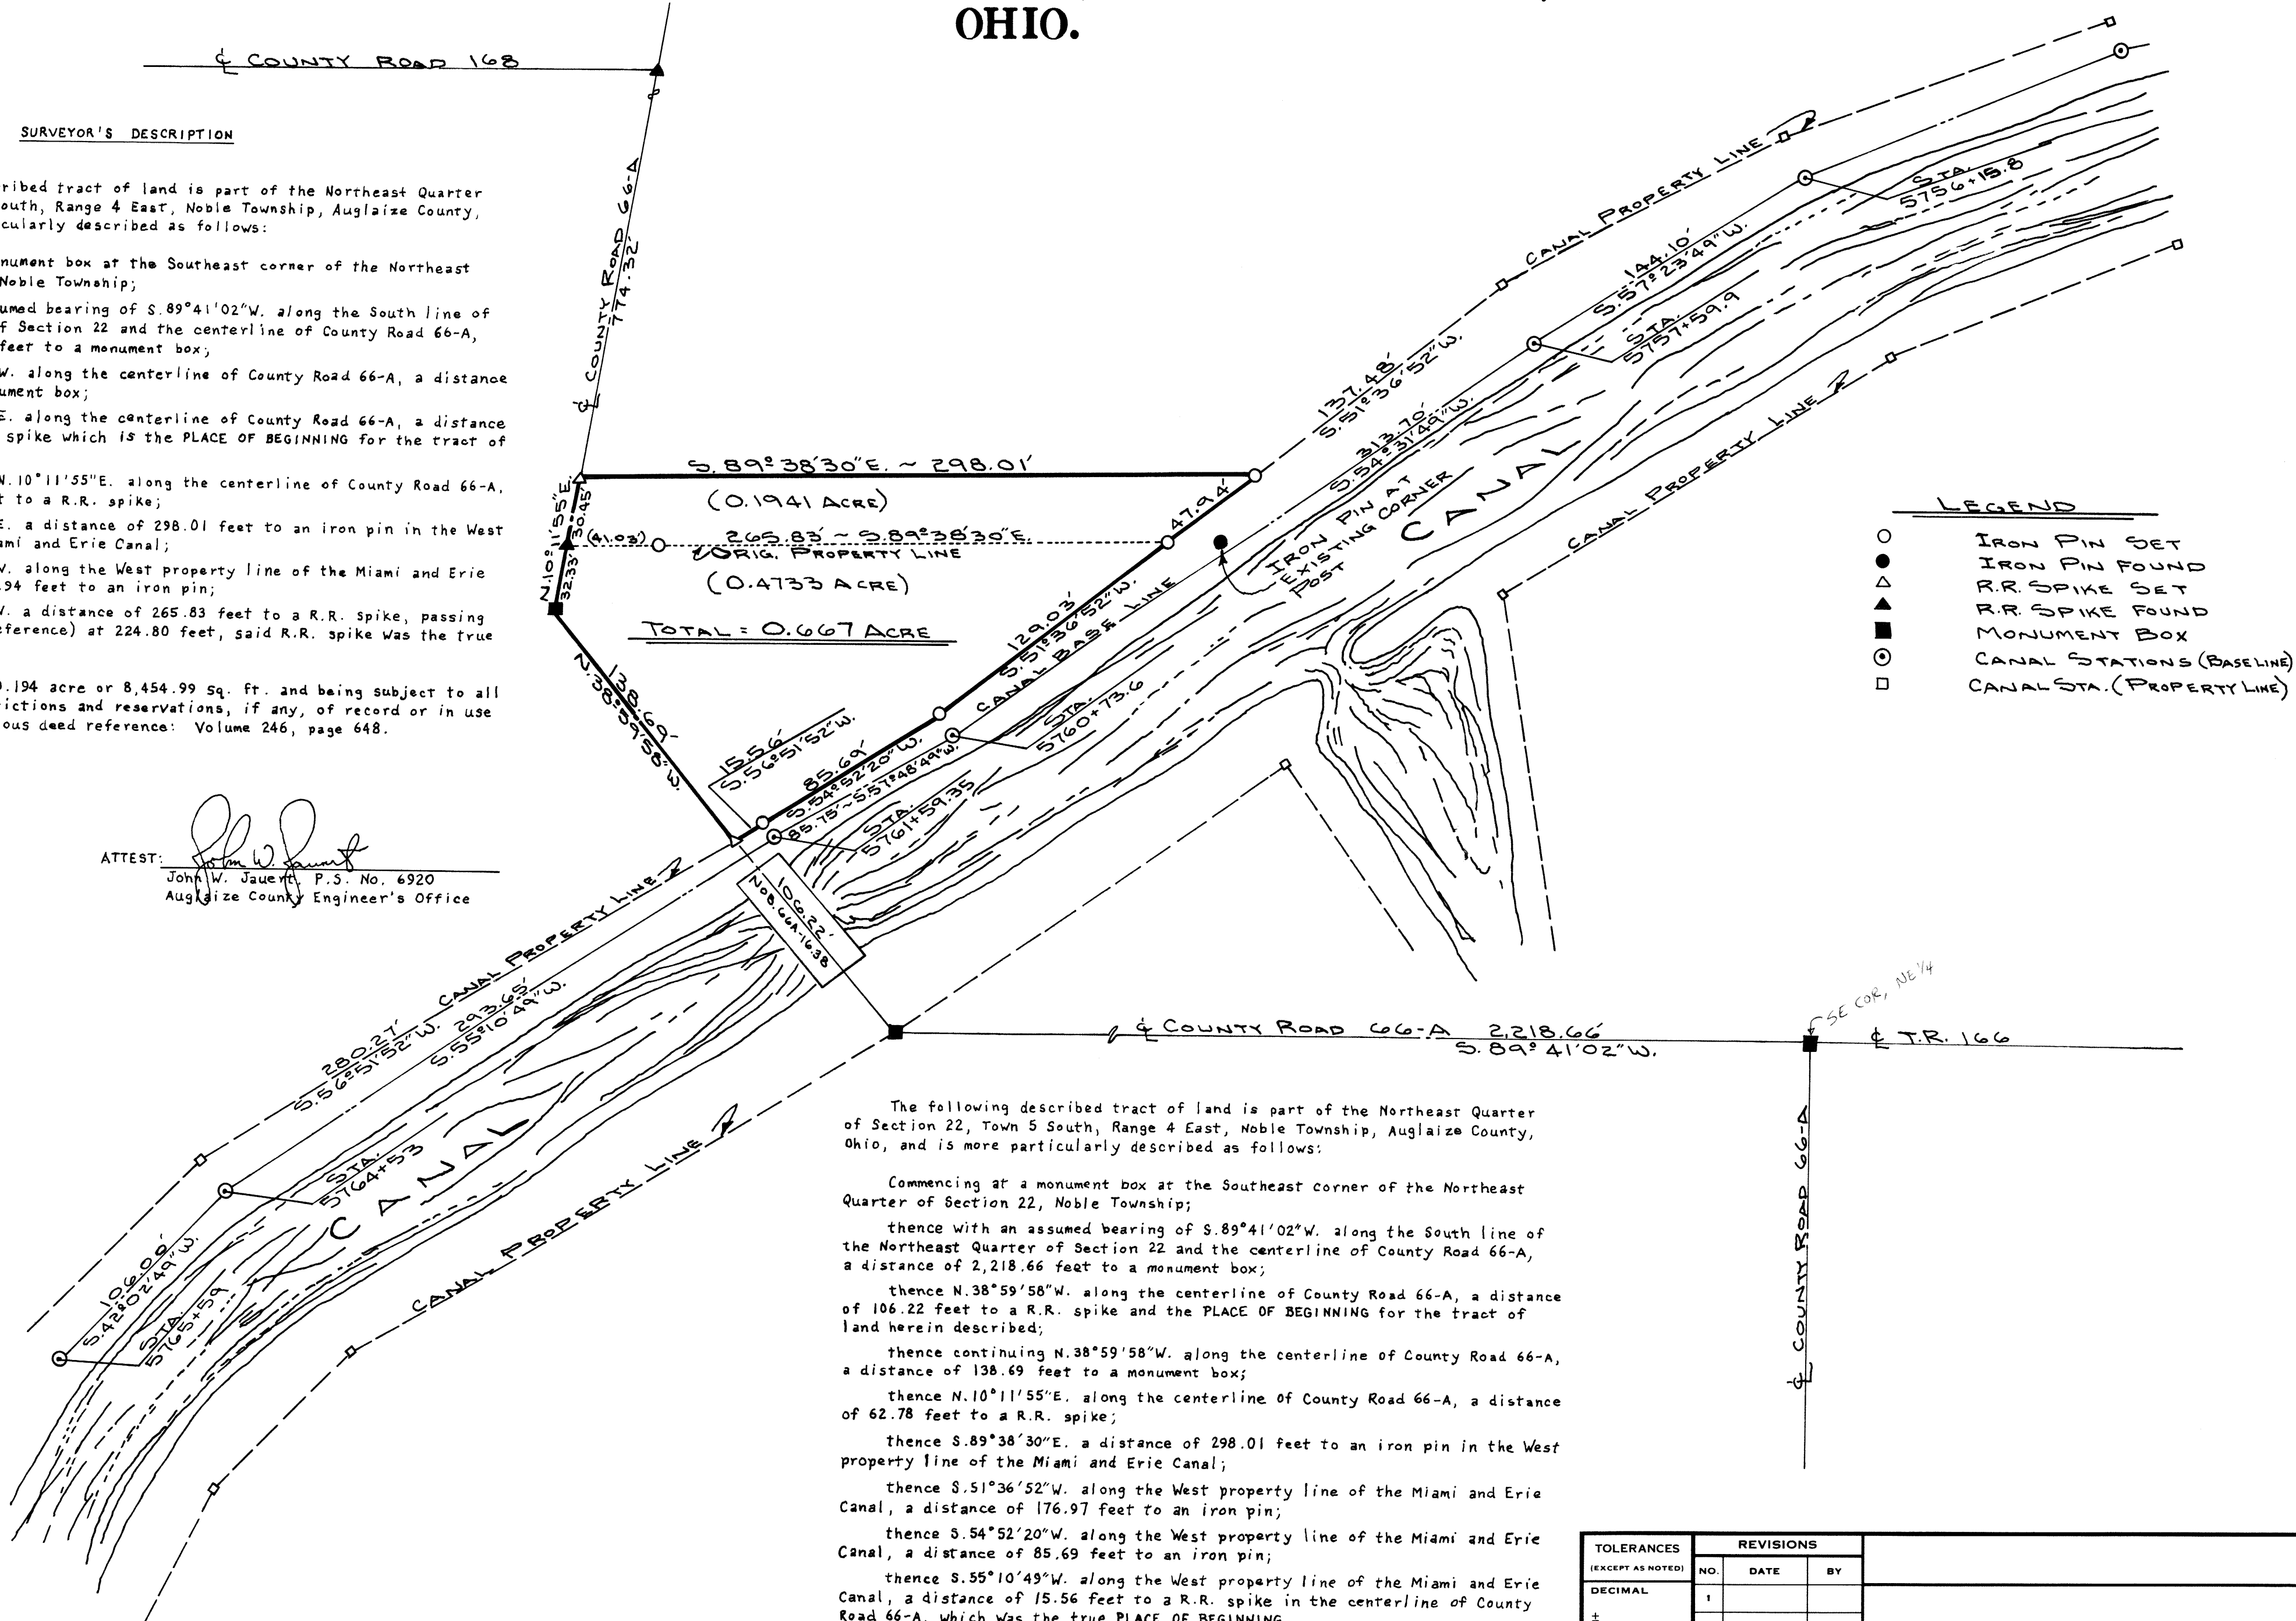 OHIO.
℄ COUNTY ROAD 168
SURVEYOR'S DESCRIPTION
ribed tract of land is part of the Northeast Quarter
outh, Range 4 East, Noble Township, Auglaize County,
cularly described as follows:
nument box at the Southeast corner of the Northeast
Noble Township;
umed bearing of S.89°41'02"W. along the South line of
f Section 22 and the centerline of County Road 66-A,
feet to a monument box;
W. along the centerline of County Road 66-A, a distance
ument box;
E. along the centerline of County Road 66-A, a distance
spike which is the PLACE OF BEGINNING for the tract of
N.10°11'55"E. along the centerline of County Road 66-A,
t to a R.R. spike;
E. a distance of 298.01 feet to an iron pin in the West
ami and Erie Canal;
W. along the West property line of the Miami and Erie
.94 feet to an iron pin;
W. a distance of 265.83 feet to a R.R. spike, passing
eference) at 224.80 feet, said R.R. spike was the true
0.194 acre or 8,454.99 sq. ft. and being subject to all
ictions and reservations, if any, of record or in use
ous deed reference: Volume 246, page 648.
ATTEST:
John W. Jauert, P.S. No. 6920
Auglaize County Engineer's Office
℄ COUNTY ROAD 66-A
774.32'
S.89°38'30"E. ~ 298.01'
(0.1941 ACRE)
(41.03')
265.83' ~ S.89°38'30"E.
ORIG. PROPERTY LINE
(0.4733 ACRE)
TOTAL = 0.667 ACRE
N.10°11'55"E.
30.45'
32.33'
138.69'
N.38°59'58"W.
15.56'
S.56°51'52"W.
85.69'
S.54°52'20"W.
85.75' ~ S.57°48'49"W.
129.03'
S.51°36'52"W.
CANAL BASE LINE
47.94'
137.48'
S.51°36'52"W.
313.70'
S.54°31'49"W.
IRON PIN AT
EXISTING CORNER
POST
CANAL
CANAL PROPERTY LINE
144.10'
S.57°23'49"W.
STA.
5756+15.8
STA.
5757+59.9
STA.
5760+73.6
STA.
5761+59.35
CANAL PROPERTY LINE
LEGEND
IRON PIN SET
IRON PIN FOUND
R.R. SPIKE SET
R.R. SPIKE FOUND
MONUMENT BOX
CANAL STATIONS (BASE LINE)
CANAL STA. (PROPERTY LINE)
106.22'
NOB.66A-16.38
CANAL PROPERTY LINE
280.27'
S.56°51'52"W.
293.65'
S.55°10'49"W.
STA.
5764+53
CANAL
106.00'
S.42°02'49"W.
STA.
5765+59
CANAL PROPERTY LINE
℄ COUNTY ROAD 66-A 2,218.66'
S.89°41'02"W.
SE COR, NE 1/4
℄ T.R. 166
℄ COUNTY ROAD 66-A
The following described tract of land is part of the Northeast Quarter
of Section 22, Town 5 South, Range 4 East, Noble Township, Auglaize County,
Ohio, and is more particularly described as follows:
Commencing at a monument box at the Southeast corner of the Northeast
Quarter of Section 22, Noble Township;
thence with an assumed bearing of S.89°41'02"W. along the South line of
the Northeast Quarter of Section 22 and the centerline of County Road 66-A,
a distance of 2,218.66 feet to a monument box;
thence N.38°59'58"W. along the centerline of County Road 66-A, a distance
of 106.22 feet to a R.R. spike and the PLACE OF BEGINNING for the tract of
land herein described;
thence continuing N.38°59'58"W. along the centerline of County Road 66-A,
a distance of 138.69 feet to a monument box;
thence N.10°11'55"E. along the centerline of County Road 66-A, a distance
of 62.78 feet to a R.R. spike;
thence S.89°38'30"E. a distance of 298.01 feet to an iron pin in the West
property line of the Miami and Erie Canal;
thence S.51°36'52"W. along the West property line of the Miami and Erie
Canal, a distance of 176.97 feet to an iron pin;
thence S.54°52'20"W. along the West property line of the Miami and Erie
Canal, a distance of 85.69 feet to an iron pin;
thence S.55°10'49"W. along the West property line of the Miami and Erie
Canal, a distance of 15.56 feet to a R.R. spike in the centerline of County
Road 66-A, which was the true PLACE OF BEGINNING.
TOLERANCES
(EXCEPT AS NOTED)
DECIMAL
±
REVISIONS
NO. DATE BY
1